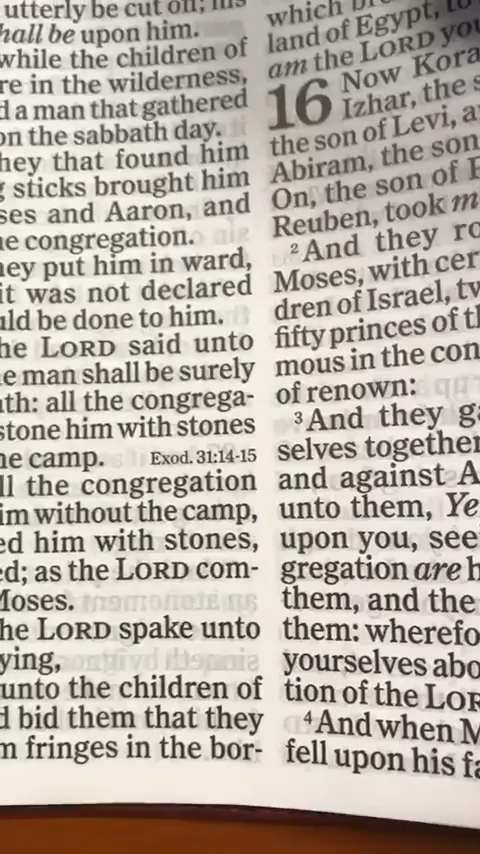 utterly be cut off; his
hall be upon him.
while the children of
re in the wilderness,
d a man that gathered
on the sabbath day.
hey that found him
sticks brought him
ses and Aaron, and
e congregation.
ey put him in ward,
it was not declared
uld be done to him.
he LORD said unto
e man shall be surely
th: all the congrega-
stone him with stones
he camp. Exod. 31:14-15
ll the congregation
im without the camp,
ed him with stones,
ed; as the LORD com-
Moses.
he LORD spake unto
ying,
unto the children of
d bid them that they
m fringes in the bor-
which
land of Egypt, to
am the LORD you
16 Now Kora
Izhar, the s
the son of Levi, a
Abiram, the son
On, the son of P
Reuben, took m
2 And they ro
Moses, with cer
dren of Israel, tw
fifty princes of th
mous in the con
of renown:
3 And they ga
selves together
and against A
unto them, Ye
upon you, see
gregation are h
them, and the
them: wherefo
yourselves abo
tion of the LOR
4 And when M
fell upon his fa